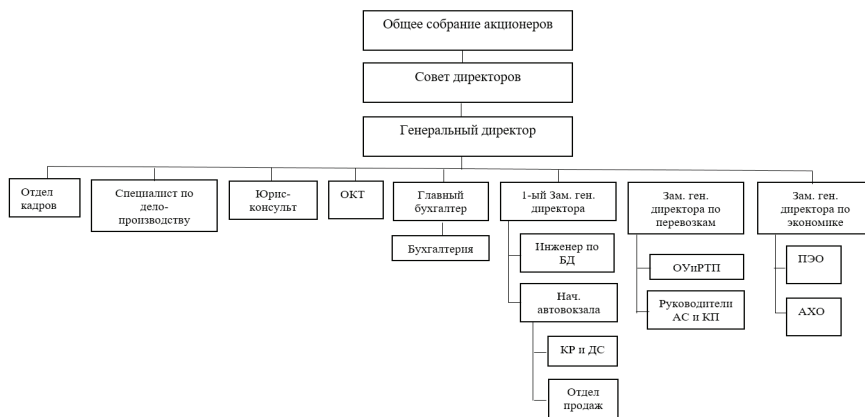 Общее собрание акционеров
Совет директоров
Генеральный директор
Отдел
кадров
Специалист по
дело-
производству
Юрис-
консульт
ОКТ
Главный
бухгалтер
1-ый Зам. ген.
директора
Зам. ген.
директора по
перевозкам
Зам. ген.
директора по
экономике
Бухгалтерия
Инженер по
БД
Нач.
автовокзала
КР и ДС
Отдел
продаж
ОУиРТП
Руководители
АС и КП
ПЭО
АХО